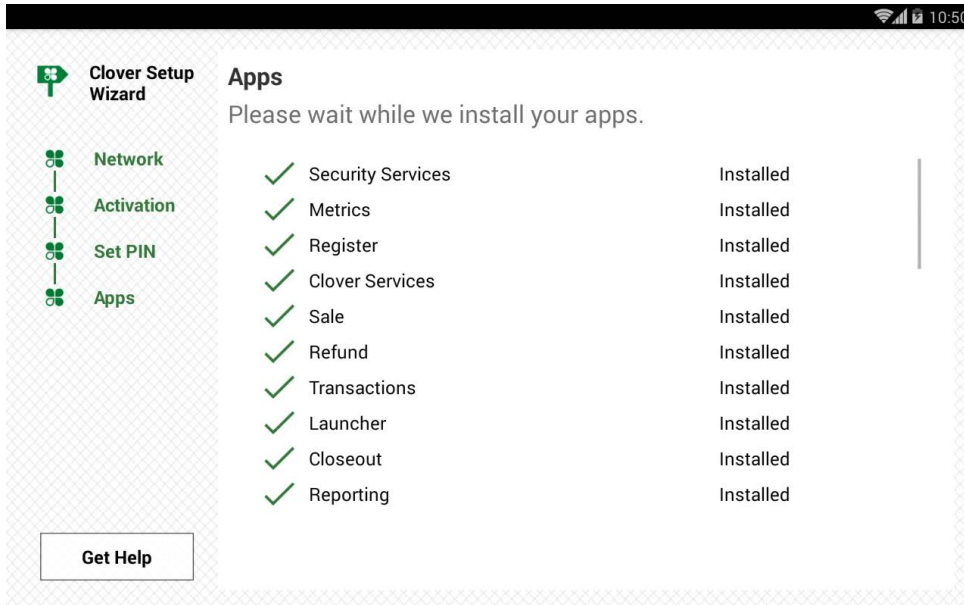 10:50
Clover Setup
Wizard
Network
Activation
Set PIN
Apps
Get Help
Apps
Please wait while we install your apps.
Security Services Installed
Metrics Installed
Register Installed
Clover Services Installed
Sale Installed
Refund Installed
Transactions Installed
Launcher Installed
Closeout Installed
Reporting Installed